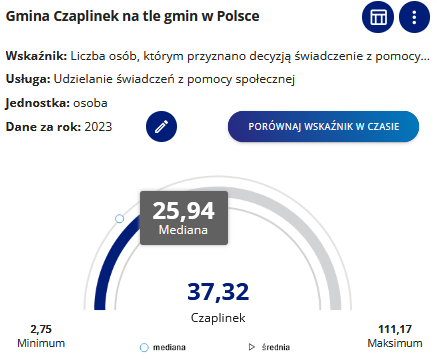 Gmina Czaplinek na tle gmin w Polsce
Wskaźnik: Liczba osób, którym przyznano decyzją świadczenie z pomocy...
Usługa: Udzielanie świadczeń z pomocy społecznej
Jednostka: osoba
Dane za rok: 2023
PORÓWNAJ WSKAŹNIK W CZASIE
25,94
Mediana
37,32
Czaplinek
2,75
Minimum
111,17
Maksimum
mediana
średnia